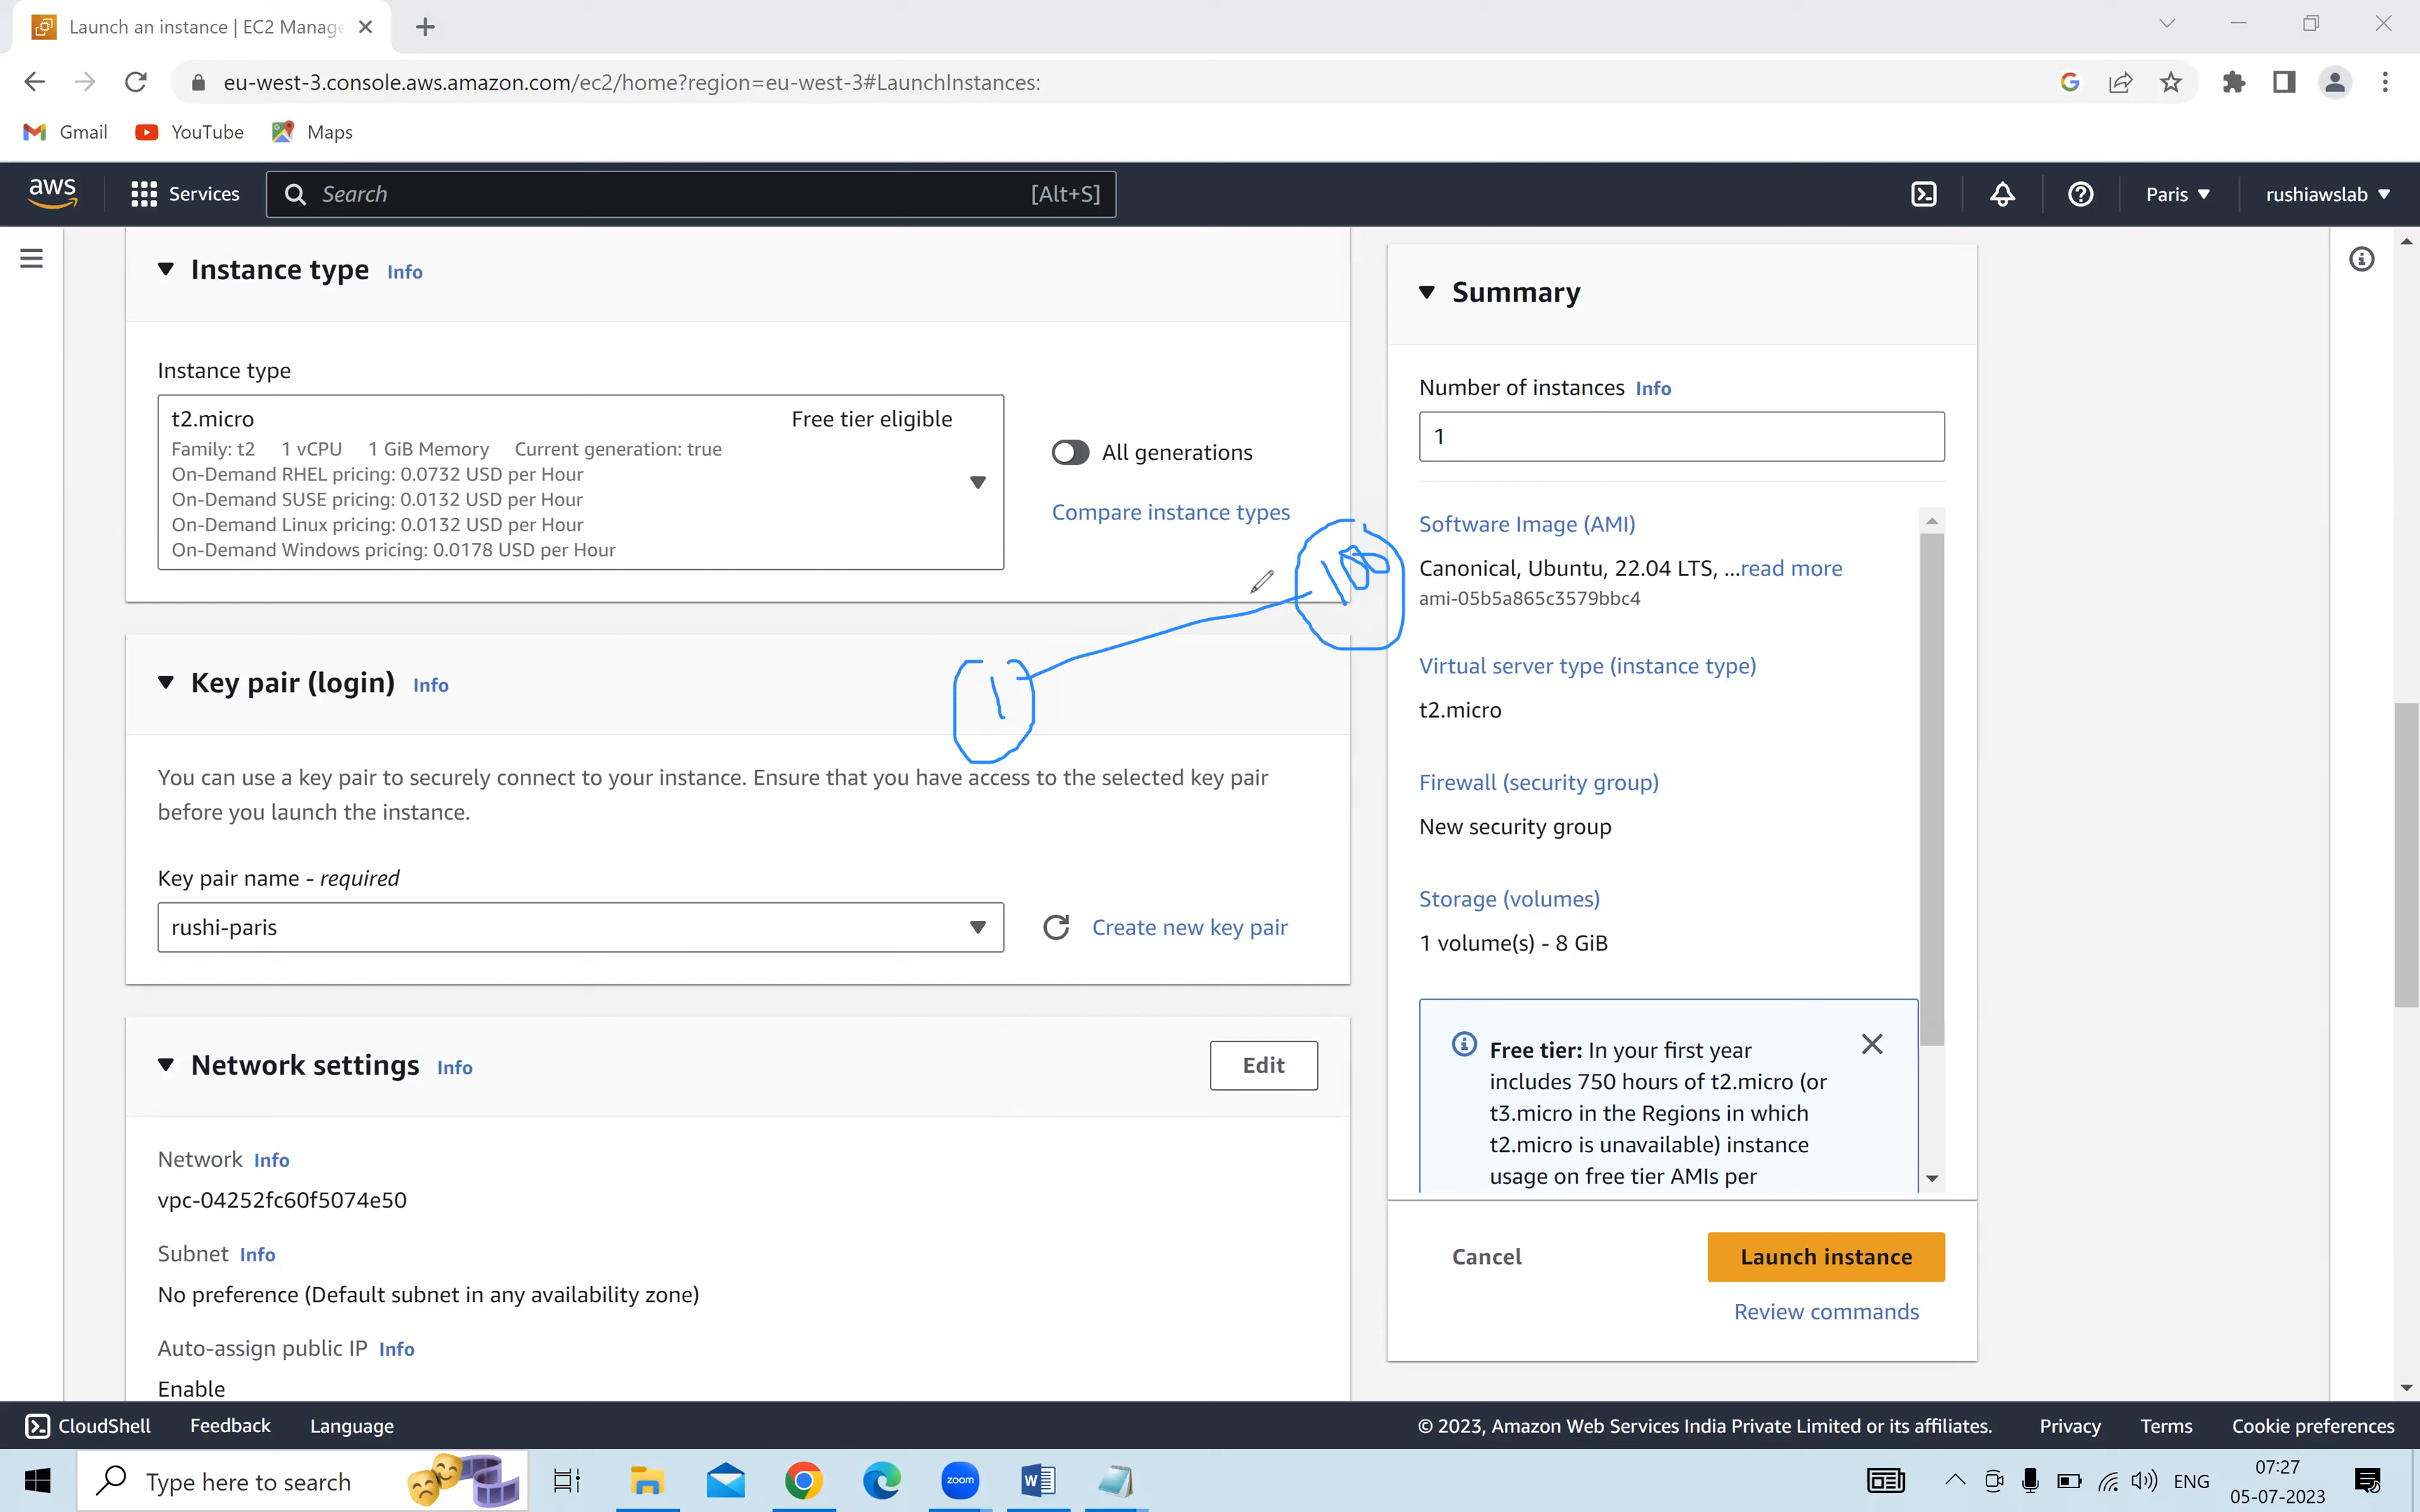 Launch an instance | EC2 Manage
eu-west-3.console.aws.amazon.com/ec2/home?region=eu-west-3#LaunchInstances:
Gmail YouTube Maps
aws Services Search [Alt+S] Paris rushiawslab
Instance type Info
Instance type
t2.micro Free tier eligible
Family: t2 1 vCPU 1 GiB Memory Current generation: true
On-Demand RHEL pricing: 0.0732 USD per Hour
On-Demand SUSE pricing: 0.0132 USD per Hour
On-Demand Linux pricing: 0.0132 USD per Hour
On-Demand Windows pricing: 0.0178 USD per Hour
All generations
Compare instance types
100
1
Key pair (login) Info
You can use a key pair to securely connect to your instance. Ensure that you have access to the selected key pair
before you launch the instance.
Key pair name - required
rushi-paris
Create new key pair
Network settings Info
Edit
Network Info
vpc-04252fc60f5074e50
Subnet Info
No preference (Default subnet in any availability zone)
Auto-assign public IP Info
Enable
Summary
Number of instances Info
1
Software Image (AMI)
Canonical, Ubuntu, 22.04 LTS, ...read more
ami-05b5a865c3579bbc4
Virtual server type (instance type)
t2.micro
Firewall (security group)
New security group
Storage (volumes)
1 volume(s) - 8 GiB
Free tier: In your first year
includes 750 hours of t2.micro (or
t3.micro in the Regions in which
t2.micro is unavailable) instance
usage on free tier AMIs per
Cancel Launch instance
Review commands
CloudShell Feedback Language © 2023, Amazon Web Services India Private Limited or its affiliates. Privacy Terms Cookie preferences
Type here to search zoom W ENG 07:27
05-07-2023